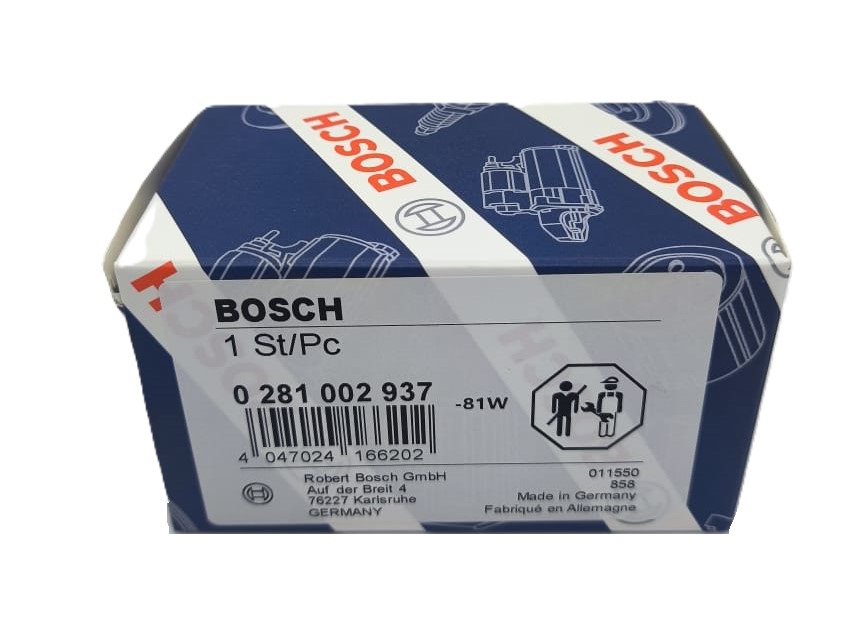 BOSCH
BOSCH
BOSCH
1 St/Pc
0 281 002 937
-81W
4 047024 166202
Robert Bosch GmbH
Auf der Breit 4
76227 Karlsruhe
GERMANY
011550
858
Made in Germany
Fabriqué en Allemagne